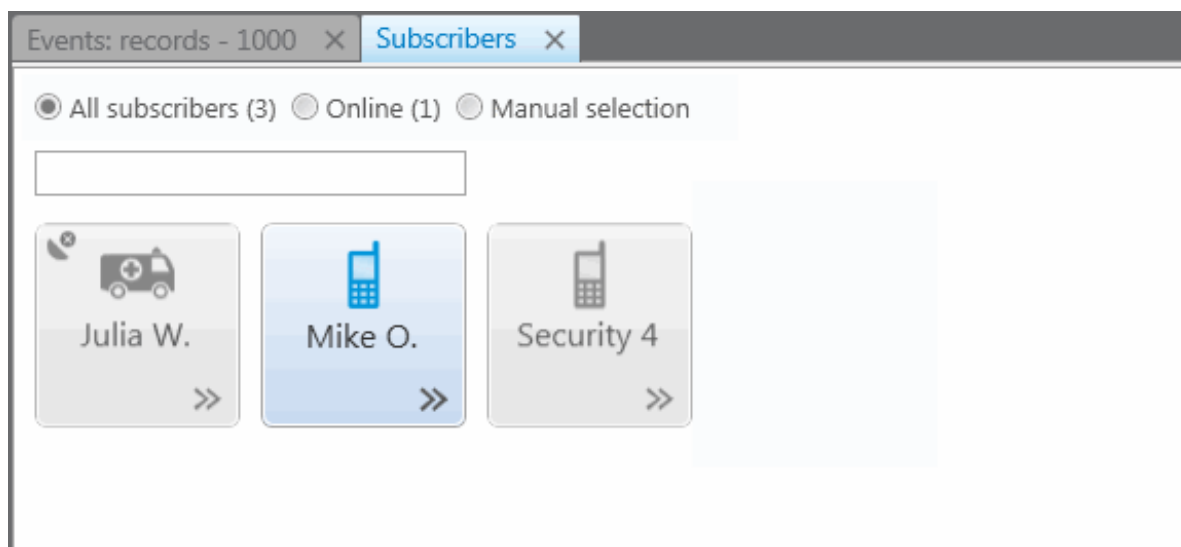 Events: records - 1000 Subscribers
All subscribers (3) Online (1) Manual selection
Julia W. Mike O. Security 4